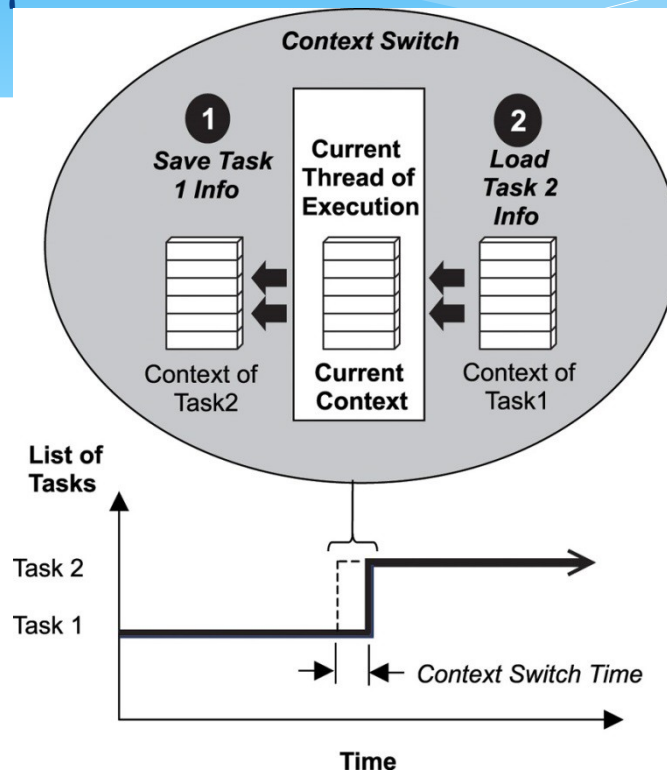 Context Switch
1
Save Task
1 Info
Current
Thread of
Execution
2
Load
Task 2
Info
Context of
Task2
Current
Context
Context of
Task1
List of
Tasks
Task 2
Task 1
Context Switch Time
Time